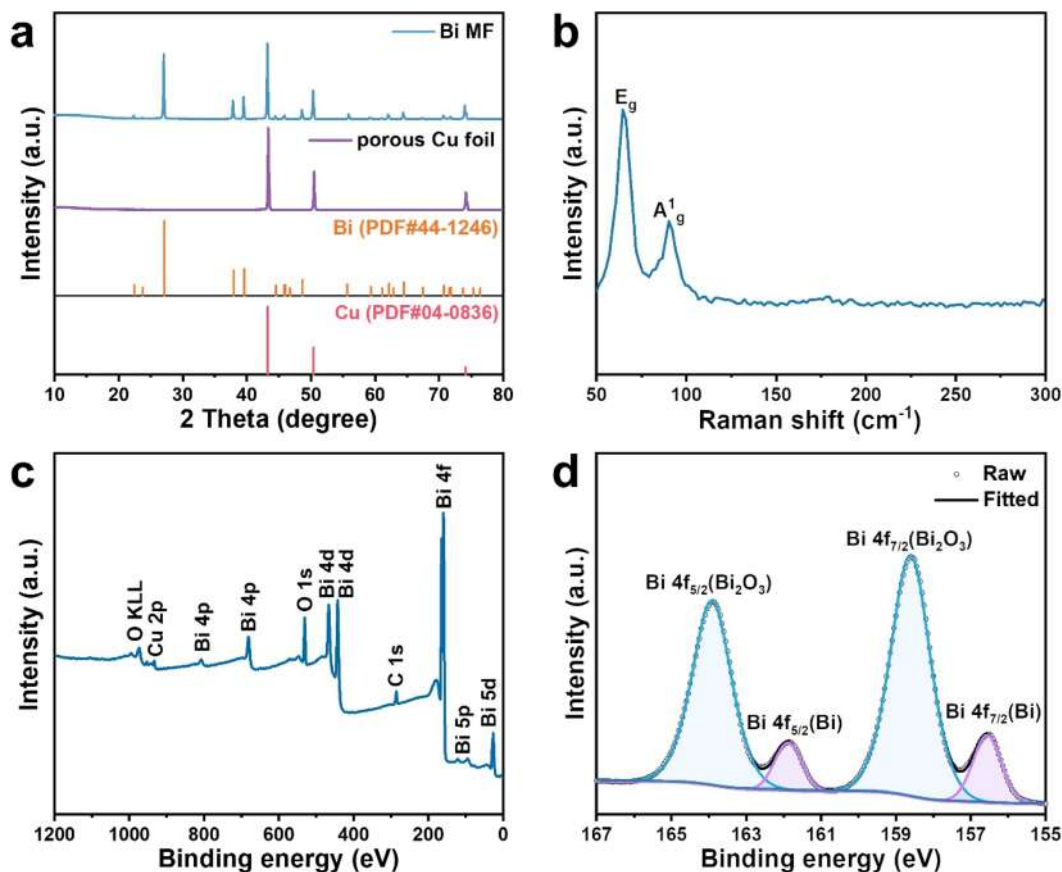 a
Bi MF
porous Cu foil
Bi (PDF#44-1246)
Cu (PDF#04-0836)
Intensity (a.u.)
10 20 30 40 50 60 70 80
2 Theta (degree)
b
E_g
A¹_g
Intensity (a.u.)
50 100 150 200 250 300
Raman shift (cm⁻¹)
c
O KLL
Cu 2p
Bi 4p
Bi 4p
O 1s
Bi 4d
Bi 4d
C 1s
Bi 4f
Bi 5p
Bi 5d
Intensity (a.u.)
1200 1000 800 600 400 200 0
Binding energy (eV)
d
Raw
Fitted
Bi 4f₅/₂(Bi₂O₃)
Bi 4f₅/₂(Bi)
Bi 4f₇/₂(Bi₂O₃)
Bi 4f₇/₂(Bi)
Intensity (a.u.)
167 165 163 161 159 157 155
Binding energy (eV)